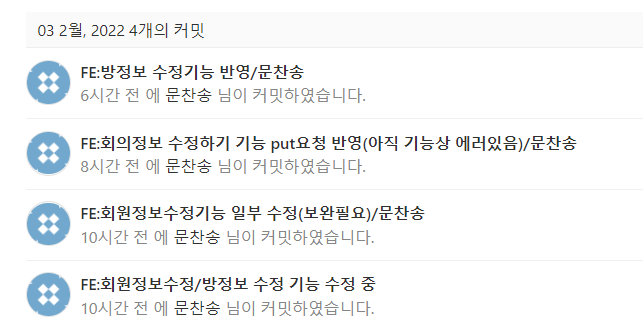 03 2월, 2022 4개의 커밋
FE:방정보 수정기능 반영/문찬송
6시간 전 에 문찬송 님이 커밋하였습니다.
FE:회의정보 수정하기 기능 put요청 반영(아직 기능상 에러있음)/문찬송
8시간 전 에 문찬송 님이 커밋하였습니다.
FE:회원정보수정기능 일부 수정(보완필요)/문찬송
10시간 전 에 문찬송 님이 커밋하였습니다.
FE:회원정보수정/방정보 수정 기능 수정 중
10시간 전 에 문찬송 님이 커밋하였습니다.